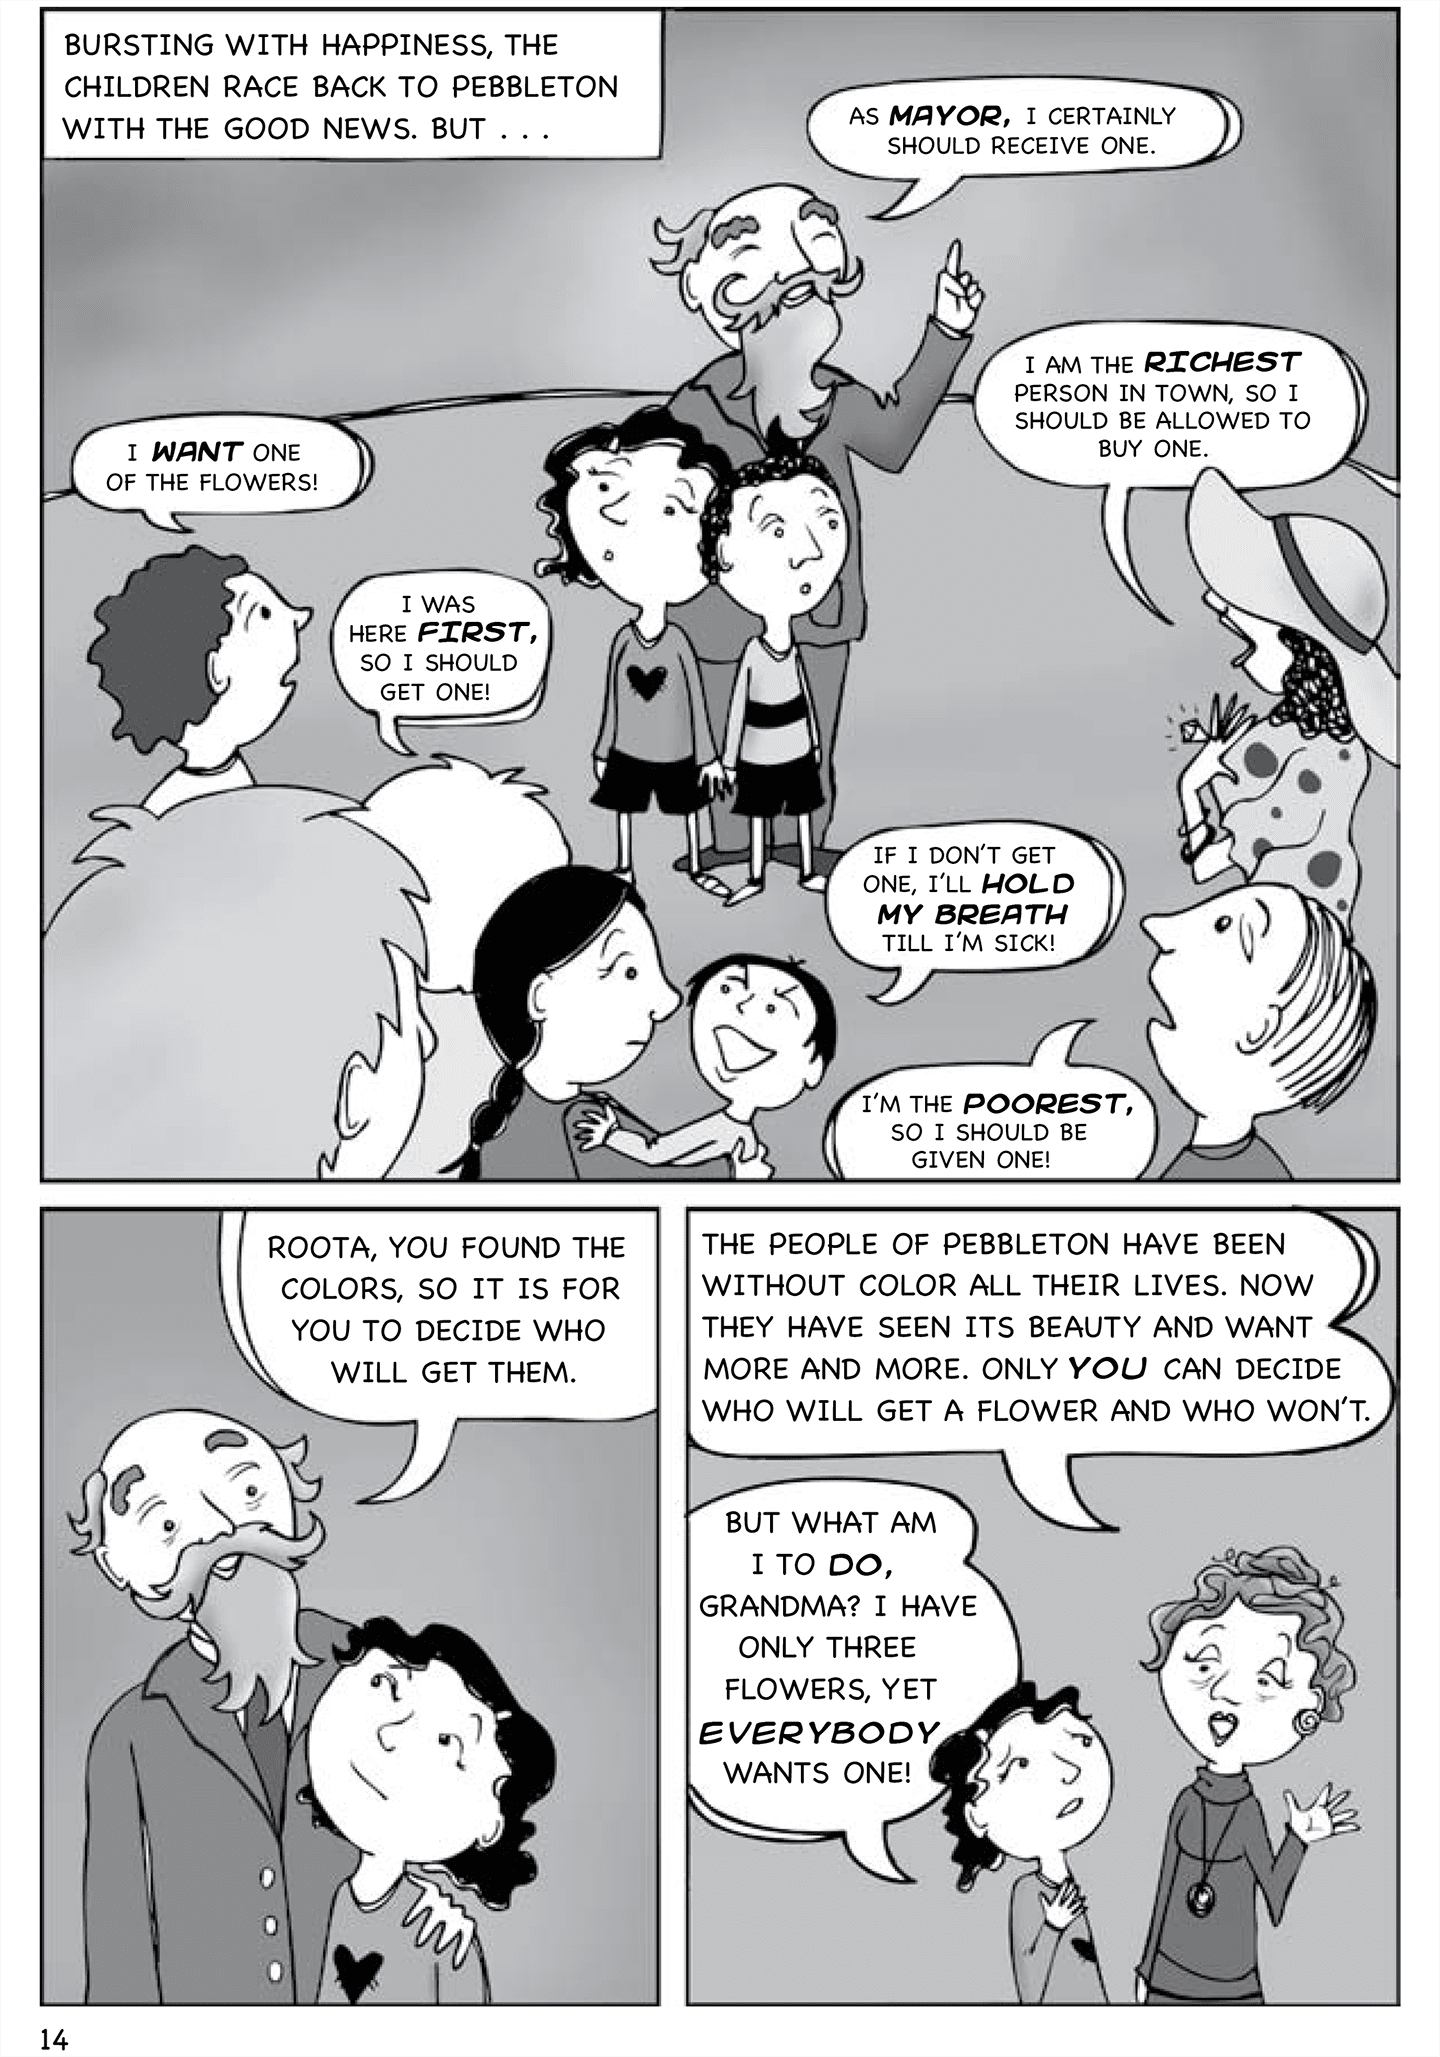 BURSTING WITH HAPPINESS, THE
CHILDREN RACE BACK TO PEBBLETON
WITH THE GOOD NEWS. BUT . . .
AS MAYOR, I CERTAINLY
SHOULD RECEIVE ONE.
I AM THE RICHEST
PERSON IN TOWN, SO I
SHOULD BE ALLOWED TO
BUY ONE.
I WANT ONE
OF THE FLOWERS!
I WAS
HERE FIRST,
SO I SHOULD
GET ONE!
IF I DON'T GET
ONE, I'LL HOLD
MY BREATH
TILL I'M SICK!
I'M THE POOREST,
SO I SHOULD BE
GIVEN ONE!
ROOTA, YOU FOUND THE
COLORS, SO IT IS FOR
YOU TO DECIDE WHO
WILL GET THEM.
THE PEOPLE OF PEBBLETON HAVE BEEN
WITHOUT COLOR ALL THEIR LIVES. NOW
THEY HAVE SEEN ITS BEAUTY AND WANT
MORE AND MORE. ONLY YOU CAN DECIDE
WHO WILL GET A FLOWER AND WHO WON'T.
BUT WHAT AM
I TO DO,
GRANDMA? I HAVE
ONLY THREE
FLOWERS, YET
EVERYBODY
WANTS ONE!
14